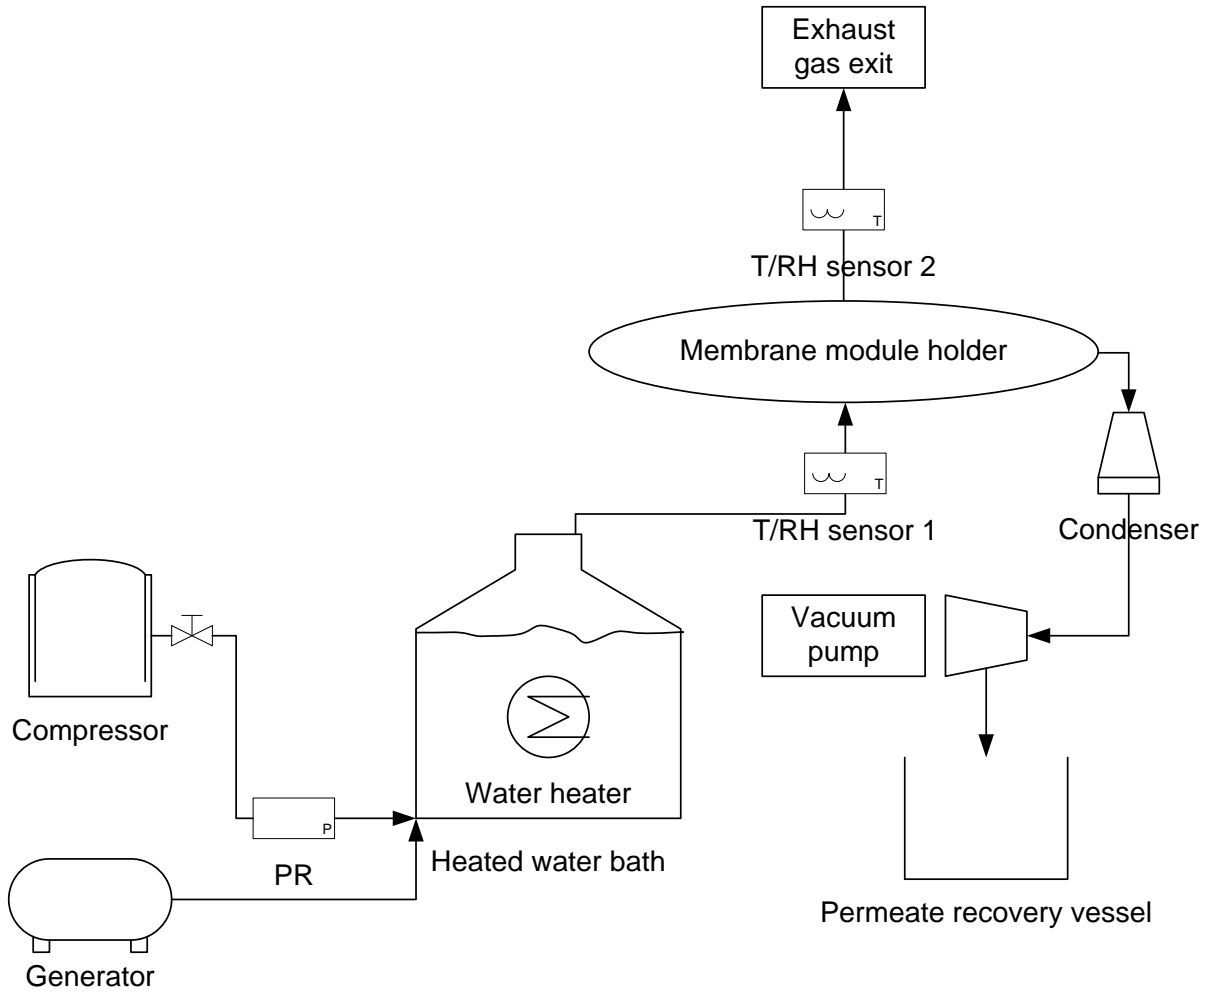 Exhaust
gas exit
T
T/RH sensor 2
Membrane module holder
T
T/RH sensor 1
Condenser
Vacuum
pump
Compressor
Water heater
P
PR
Heated water bath
Permeate recovery vessel
Generator